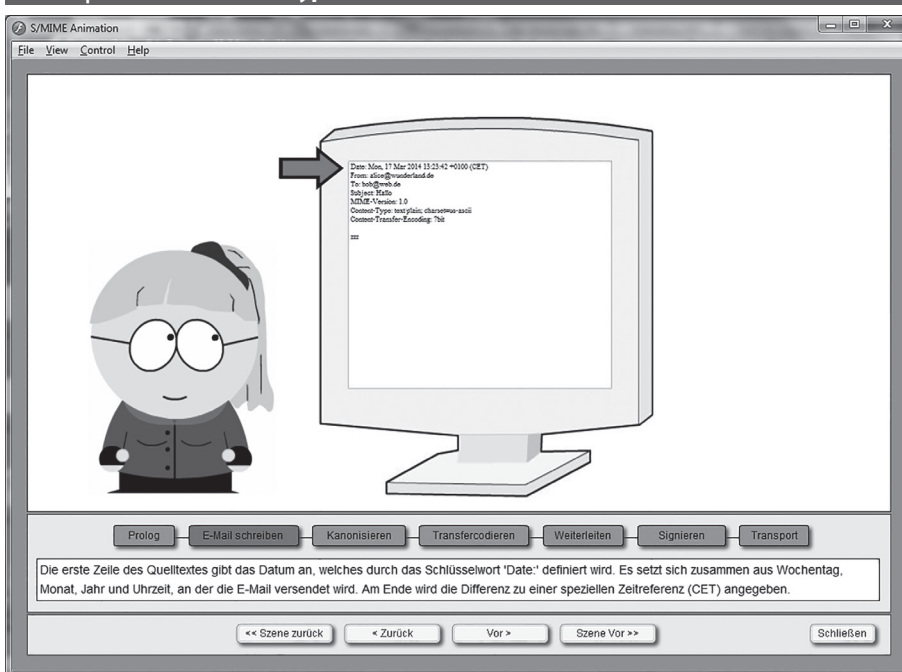 S/MIME Animation
File View Control Help
Date: Mon, 17 Mar 2014 13:23:42 +0100 (CET)
From: alice@wunderland.de
To: bob@web.de
Subject: Hallo
MIME-Version: 1.0
Content-Type: text/plain; charset=us-ascii
Content-Transfer-Encoding: 7bit
Prolog E-Mail schreiben Kanonisieren Transfercodieren Weiterleiten Signieren Transport
Die erste Zeile des Quelltextes gibt das Datum an, welches durch das Schlüsselwort 'Date:' definiert wird. Es setzt sich zusammen aus Wochentag,
Monat, Jahr und Uhrzeit, an der die E-Mail versendet wird. Am Ende wird die Differenz zu einer speziellen Zeitreferenz (CET) angegeben.
<< Szene zurück < Zurück Vor > Szene Vor >> Schließen